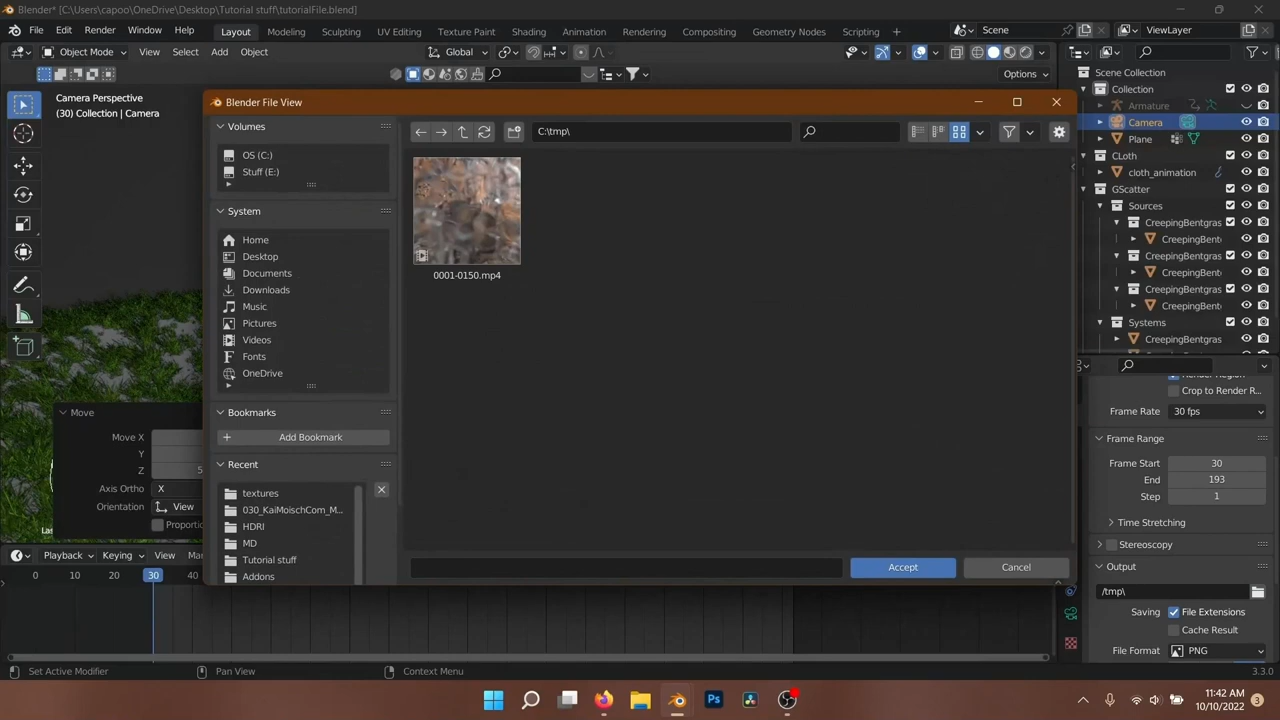 Blender* [C:\Users\capoo\OneDrive\Desktop\Tutorial stuff\tutorialFile.blend]
File Edit Render Window Help Layout Modeling Sculpting UV Editing Texture Paint Shading Animation Rendering Compositing Geometry Nodes Scripting + Scene ViewLayer
Object Mode View Select Add Object Global
Options
Camera Perspective
(30) Collection | Camera
Scene Collection
Collection
Armature
Camera
Plane
CLoth
cloth_animation
GScatter
Sources
CreepingBentgras
CreepingBent
CreepingBentgras
CreepingBent
CreepingBentgras
CreepingBent
Systems
CreepingBentgras
Blender File View
Volumes
OS (C:)
Stuff (E:)
System
Home
Desktop
Documents
Downloads
Music
Pictures
Videos
Fonts
OneDrive
Bookmarks
Add Bookmark
Recent
textures
030_KaiMoischCom_M...
HDRI
MD
Tutorial stuff
Addons
C:\tmp\
0001-0150.mp4
Accept Cancel
Move
Move X
Y
Z 5
Axis Ortho X
Orientation View
Proportio
Render Region
Crop to Render R...
Frame Rate 30 fps
Frame Range
Frame Start 30
End 193
Step 1
Time Stretching
Stereoscopy
Output
/tmp\
Saving File Extensions
Cache Result
File Format PNG
Playback Keying View Mar
0 10 20 30 40
Set Active Modifier Pan View Context Menu 3.3.0
Ps
11:42 AM
10/10/2022
3